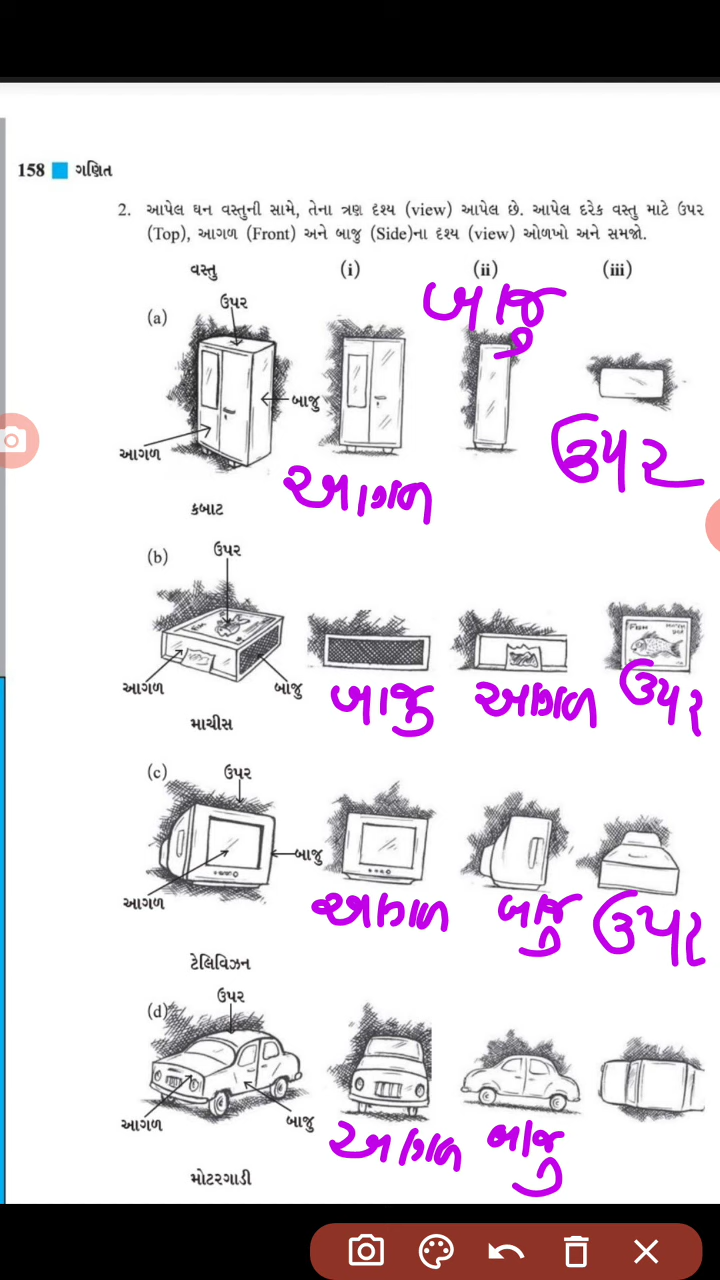 158 ગણિત
2. આપેલ ઘન વસ્તુની સામે, તેના ત્રણ દૃશ્ય (view) આપેલ છે. આપેલ દરેક વસ્તુ માટે ઉપર
(Top), આગળ (Front) અને બાજુ (Side)ના દૃશ્ય (view) ઓળખો અને સમજો.
વસ્તુ (i) (ii) (iii)
(a) ઉપર બાજુ
બાજુ
આગળ ઉપર
આગળ
કબાટ
(b) ઉપર
આગળ બાજુ બાજુ આગળ ઉપર
માચીસ
(c) ઉપર
બાજુ
આગળ આગળ બાજુ ઉપર
ટેલિવિઝન
(d) ઉપર
આગળ બાજુ આગળ બાજુ
મોટરગાડી